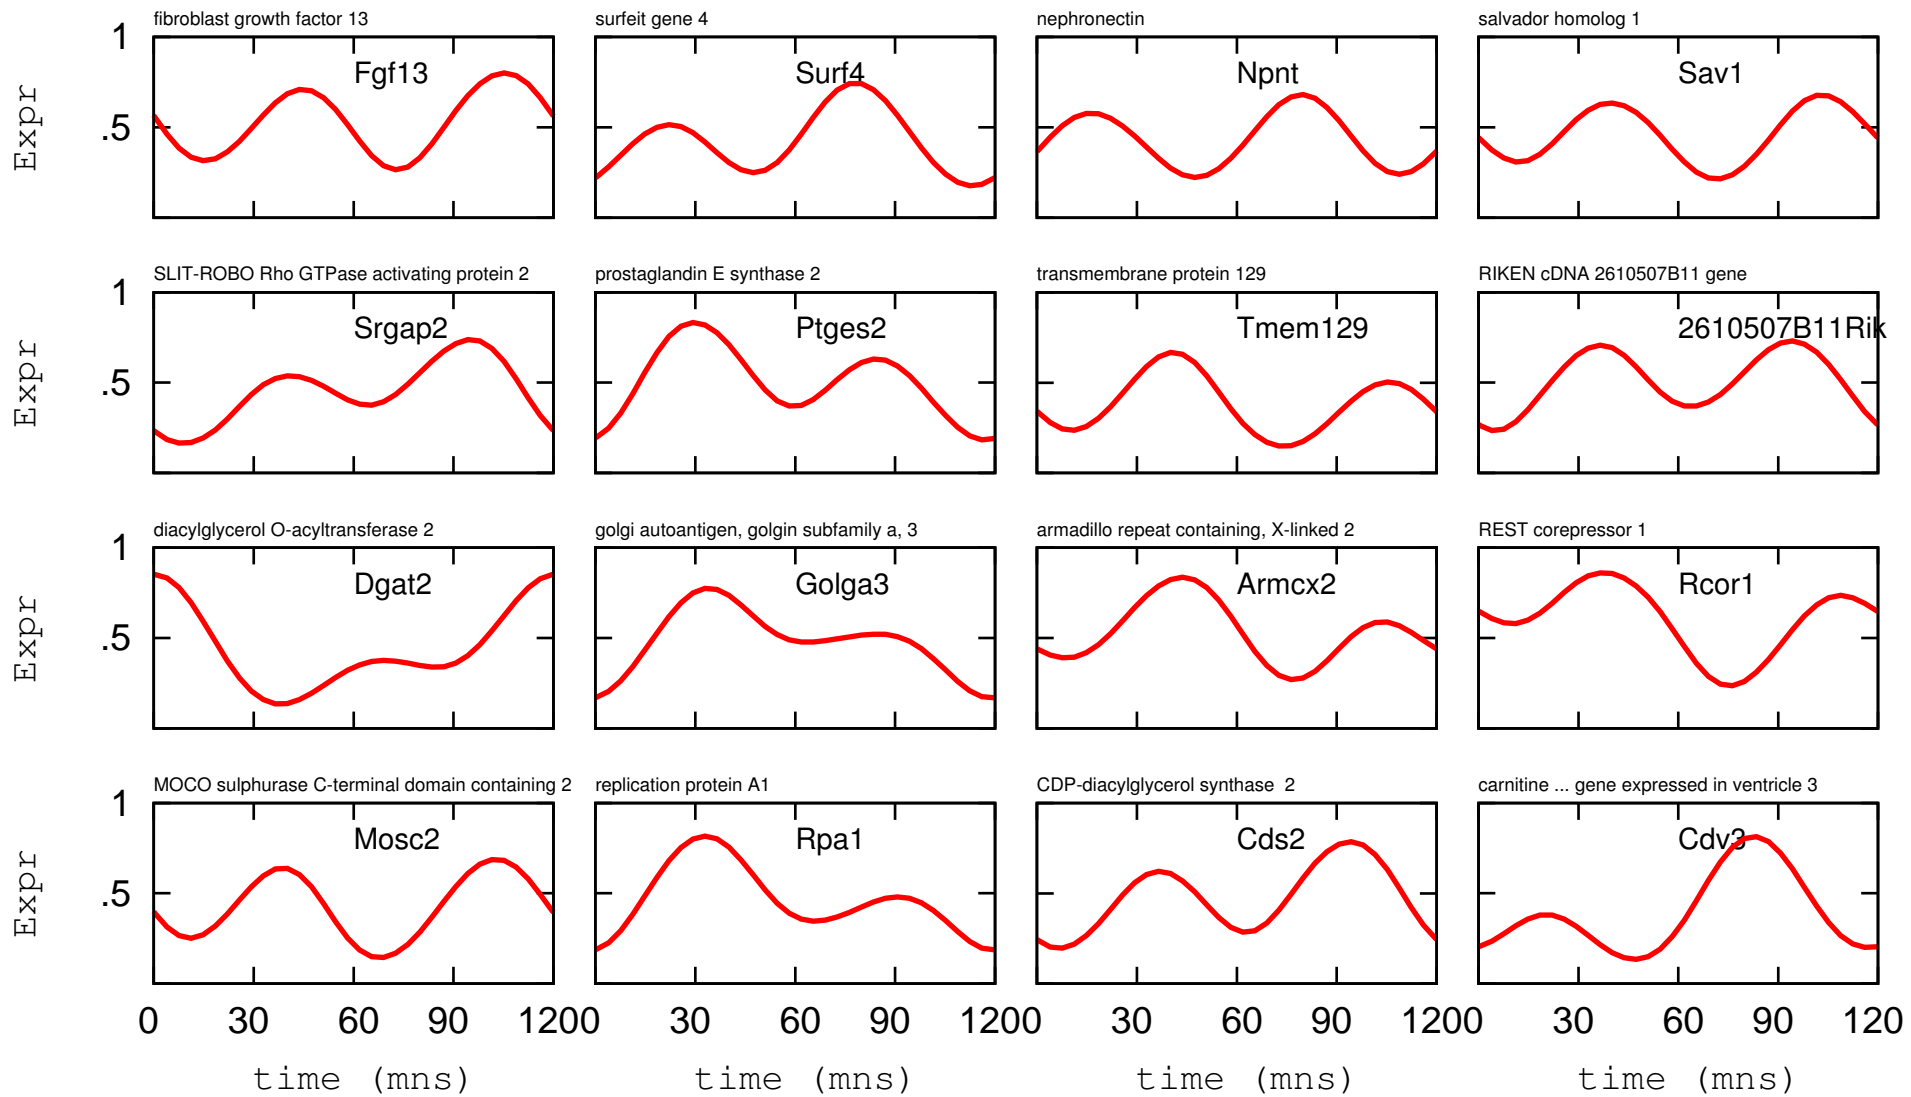 fibroblast growth factor 13
surfeit gene 4
nephronectin
salvador homolog 1
1
.5
Expr
Fgf13
Surf4
Npnt
Sav1
SLIT-ROBO Rho GTPase activating protein 2
prostaglandin E synthase 2
transmembrane protein 129
RIKEN cDNA 2610507B11 gene
1
.5
Expr
Srgap2
Ptges2
Tmem129
2610507B11Rik
diacylglycerol O-acyltransferase 2
golgi autoantigen, golgin subfamily a, 3
armadillo repeat containing, X-linked 2
REST corepressor 1
1
.5
Expr
Dgat2
Golga3
Armcx2
Rcor1
MOCO sulphurase C-terminal domain containing 2
replication protein A1
CDP-diacylglycerol synthase 2
carnitine ... gene expressed in ventricle 3
1
.5
Expr
Mosc2
Rpa1
Cds2
Cdv3
0 30 60 90 1200 30 60 90 1200 30 60 90 1200 30 60 90 120
time (mns)
time (mns)
time (mns)
time (mns)